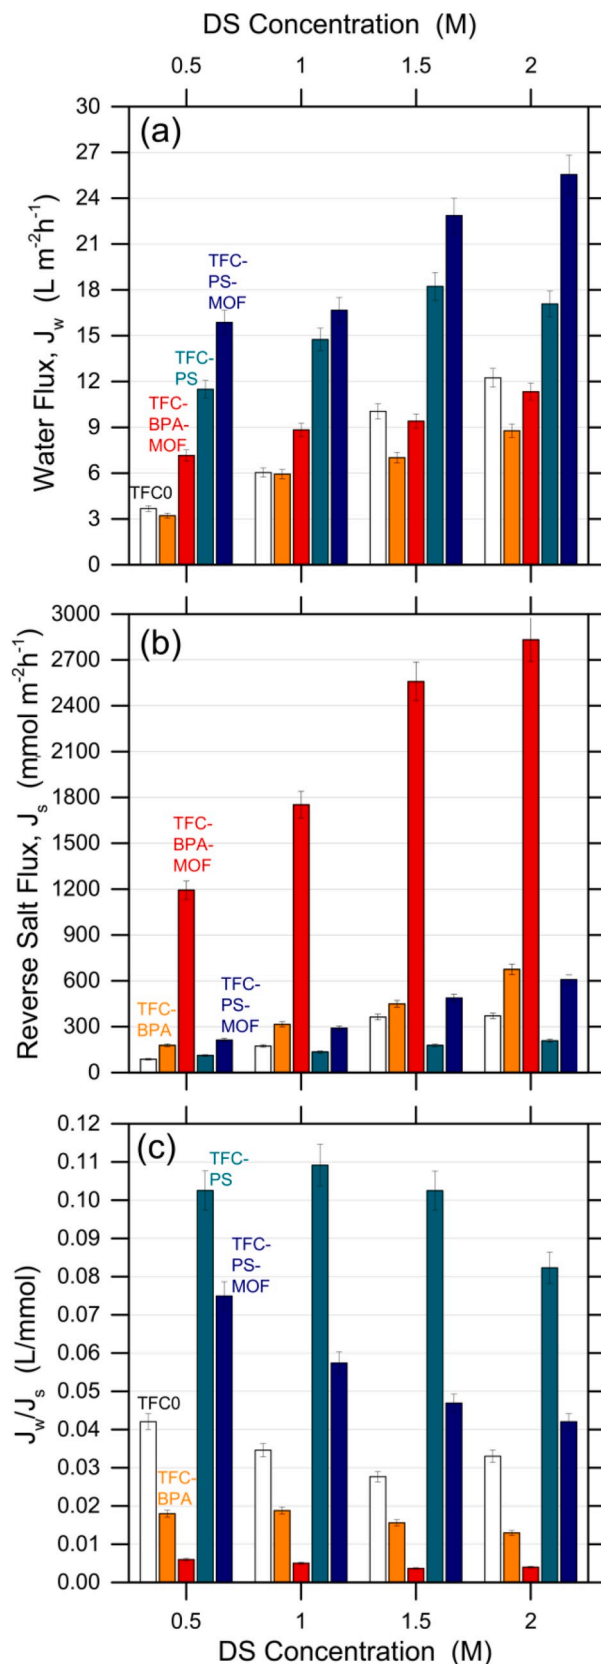 DS Concentration (M)
0.5 1 1.5 2
(a)
30
27
24
21
18
15
12
9
6
3
0
Water Flux, J_w (L m⁻²h⁻¹)
TFC-
PS-
MOF
TFC-
PS
TFC-
BPA-
MOF
TFC0
(b)
3000
2700
2400
2100
1800
1500
1200
900
600
300
0
Reverse Salt Flux, J_s (mmol m⁻²h⁻¹)
TFC-
BPA-
MOF
TFC-
BPA
TFC-
PS-
MOF
(c)
0.12
0.11
0.10
0.09
0.08
0.07
0.06
0.05
0.04
0.03
0.02
0.01
0.00
J_w/J_s (L/mmol)
TFC-
PS
TFC-
PS-
MOF
TFC0
TFC-
BPA
0.5 1 1.5 2
DS Concentration (M)